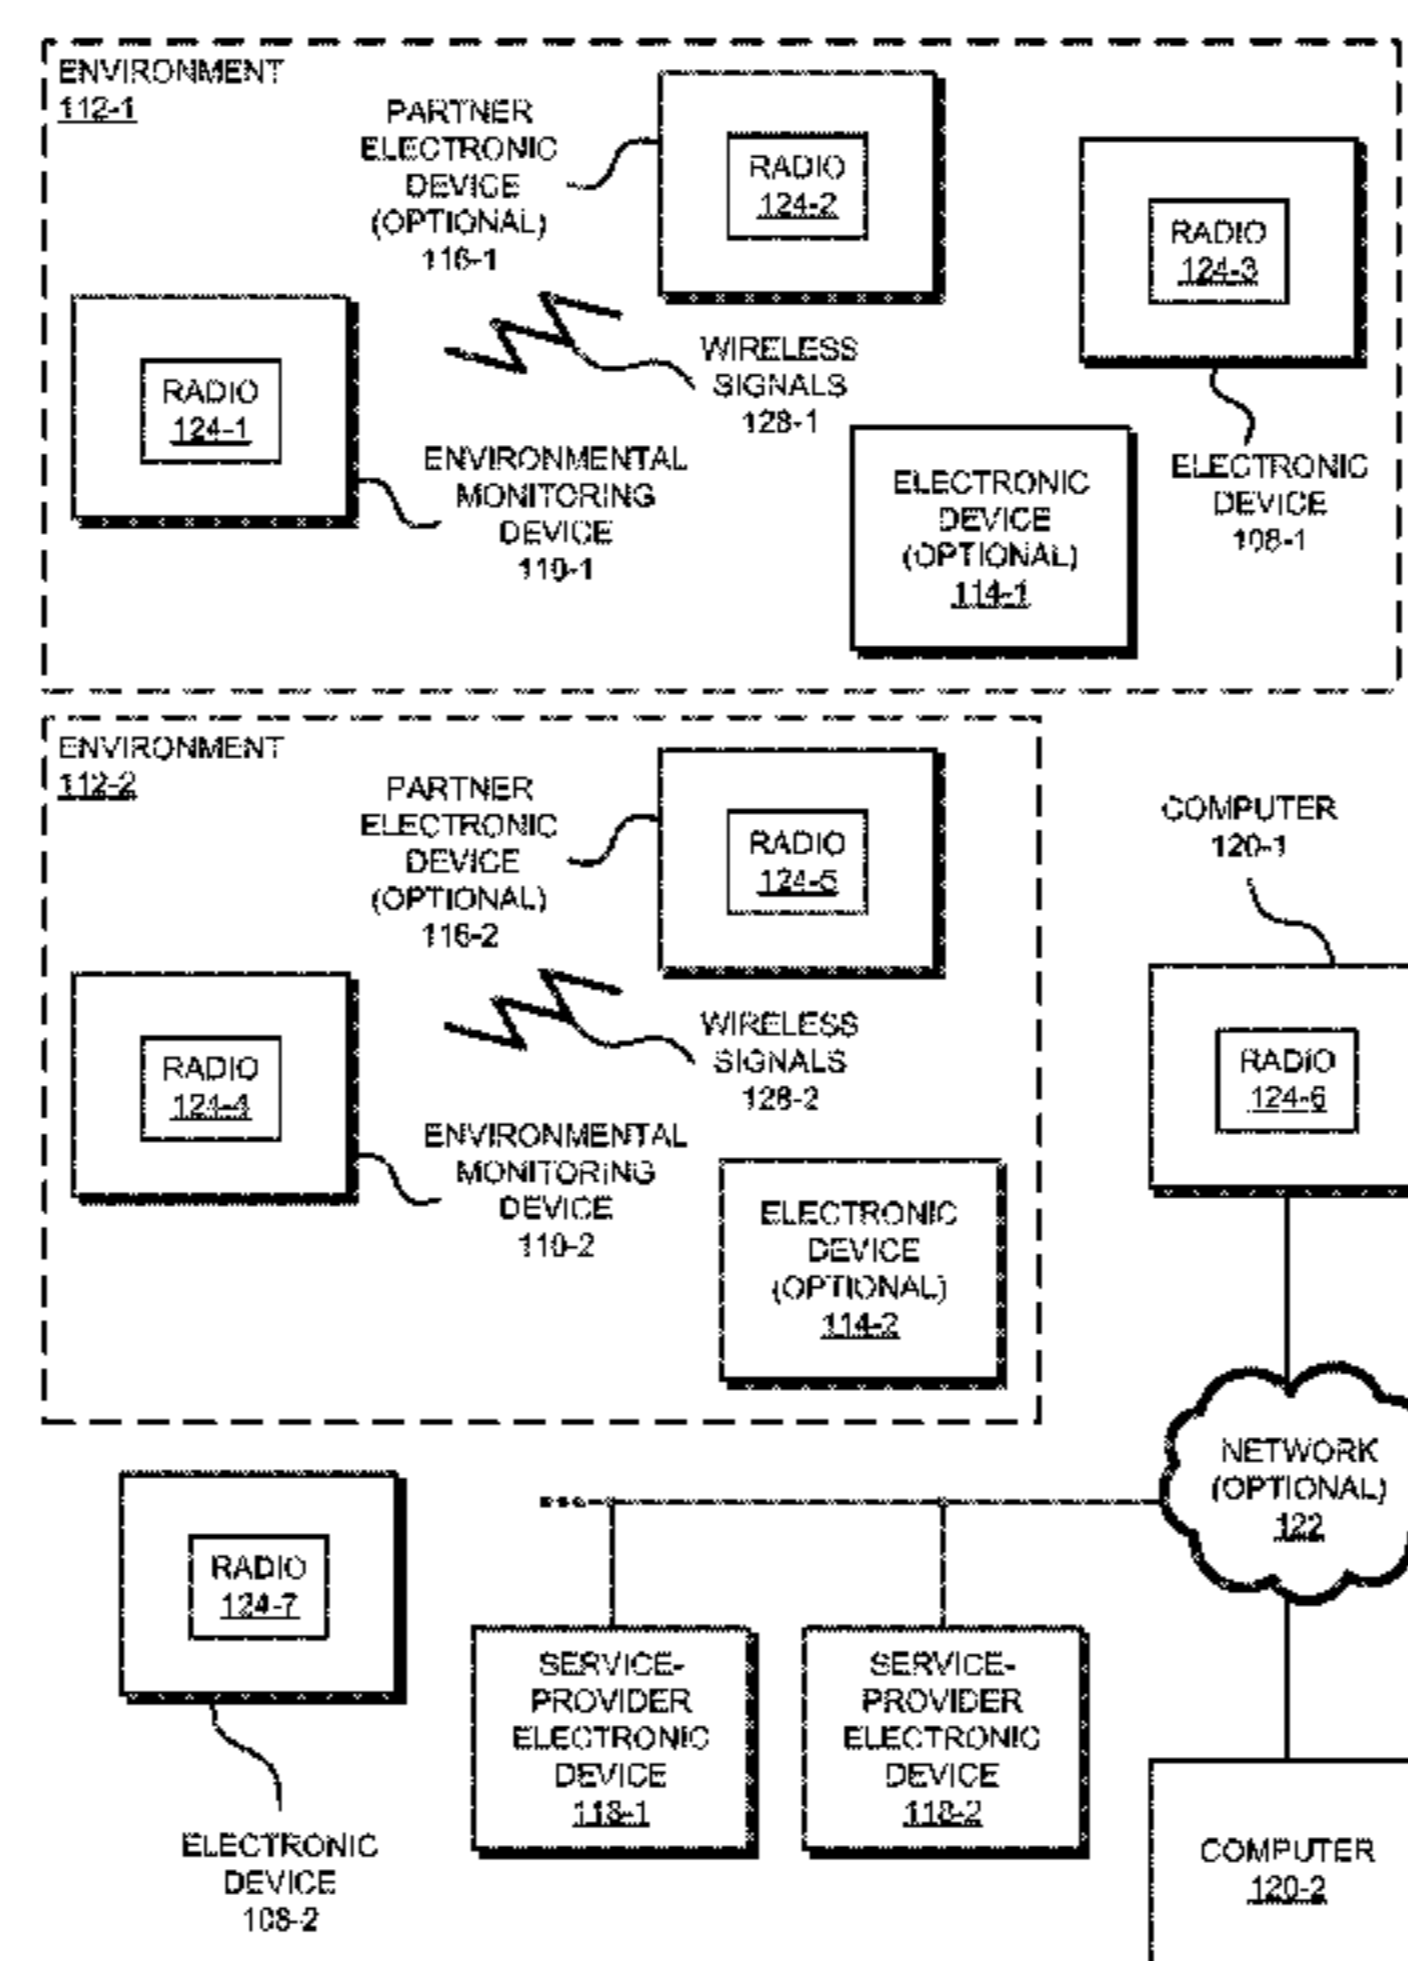 ENVIRONMENT
112-1
PARTNER
ELECTRONIC
DEVICE
(OPTIONAL)
116-1
RADIO
124-2
RADIO
124-3
RADIO
124-1
WIRELESS
SIGNALS
128-1
ENVIRONMENTAL
MONITORING
DEVICE
110-1
ELECTRONIC
DEVICE
(OPTIONAL)
114-1
ELECTRONIC
DEVICE
108-1
ENVIRONMENT
112-2
PARTNER
ELECTRONIC
DEVICE
(OPTIONAL)
116-2
RADIO
124-5
COMPUTER
120-1
RADIO
124-4
WIRELESS
SIGNALS
128-2
RADIO
124-6
ENVIRONMENTAL
MONITORING
DEVICE
110-2
ELECTRONIC
DEVICE
(OPTIONAL)
114-2
NETWORK
(OPTIONAL)
122
RADIO
124-7
ELECTRONIC
DEVICE
108-2
SERVICE-
PROVIDER
ELECTRONIC
DEVICE
118-1
SERVICE-
PROVIDER
ELECTRONIC
DEVICE
118-2
COMPUTER
120-2